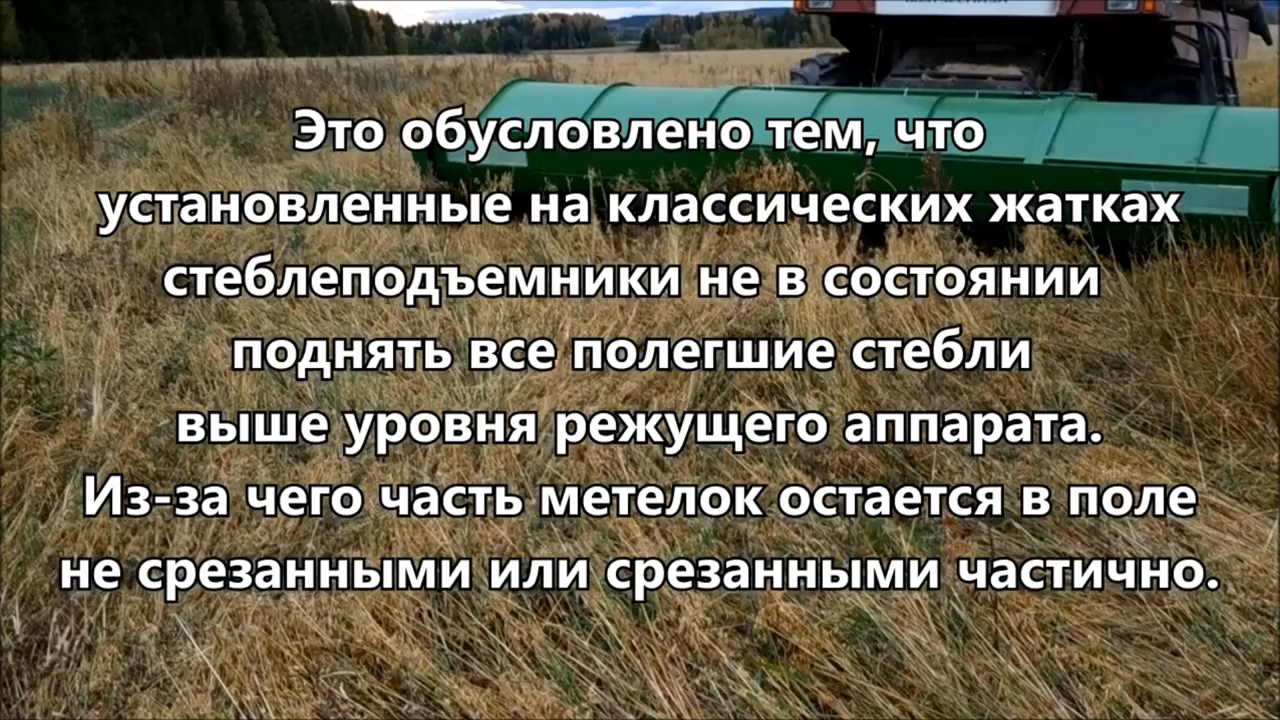 Это обусловлено тем, что
установленные на классических жатках
стеблеподъемники не в состоянии
поднять все полегшие стебли
выше уровня режущего аппарата.
Из-за чего часть метелок остается в поле
не срезанными или срезанными частично.